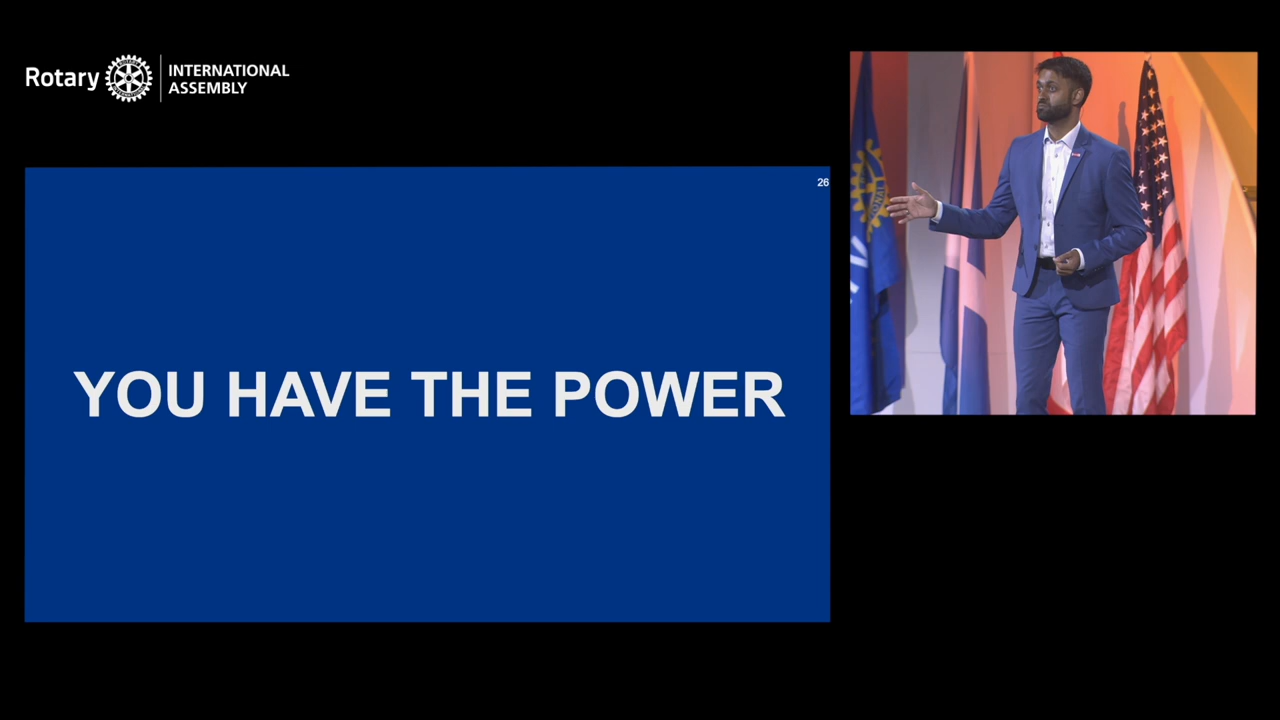 Rotary
INTERNATIONAL
ASSEMBLY
26
YOU HAVE THE POWER